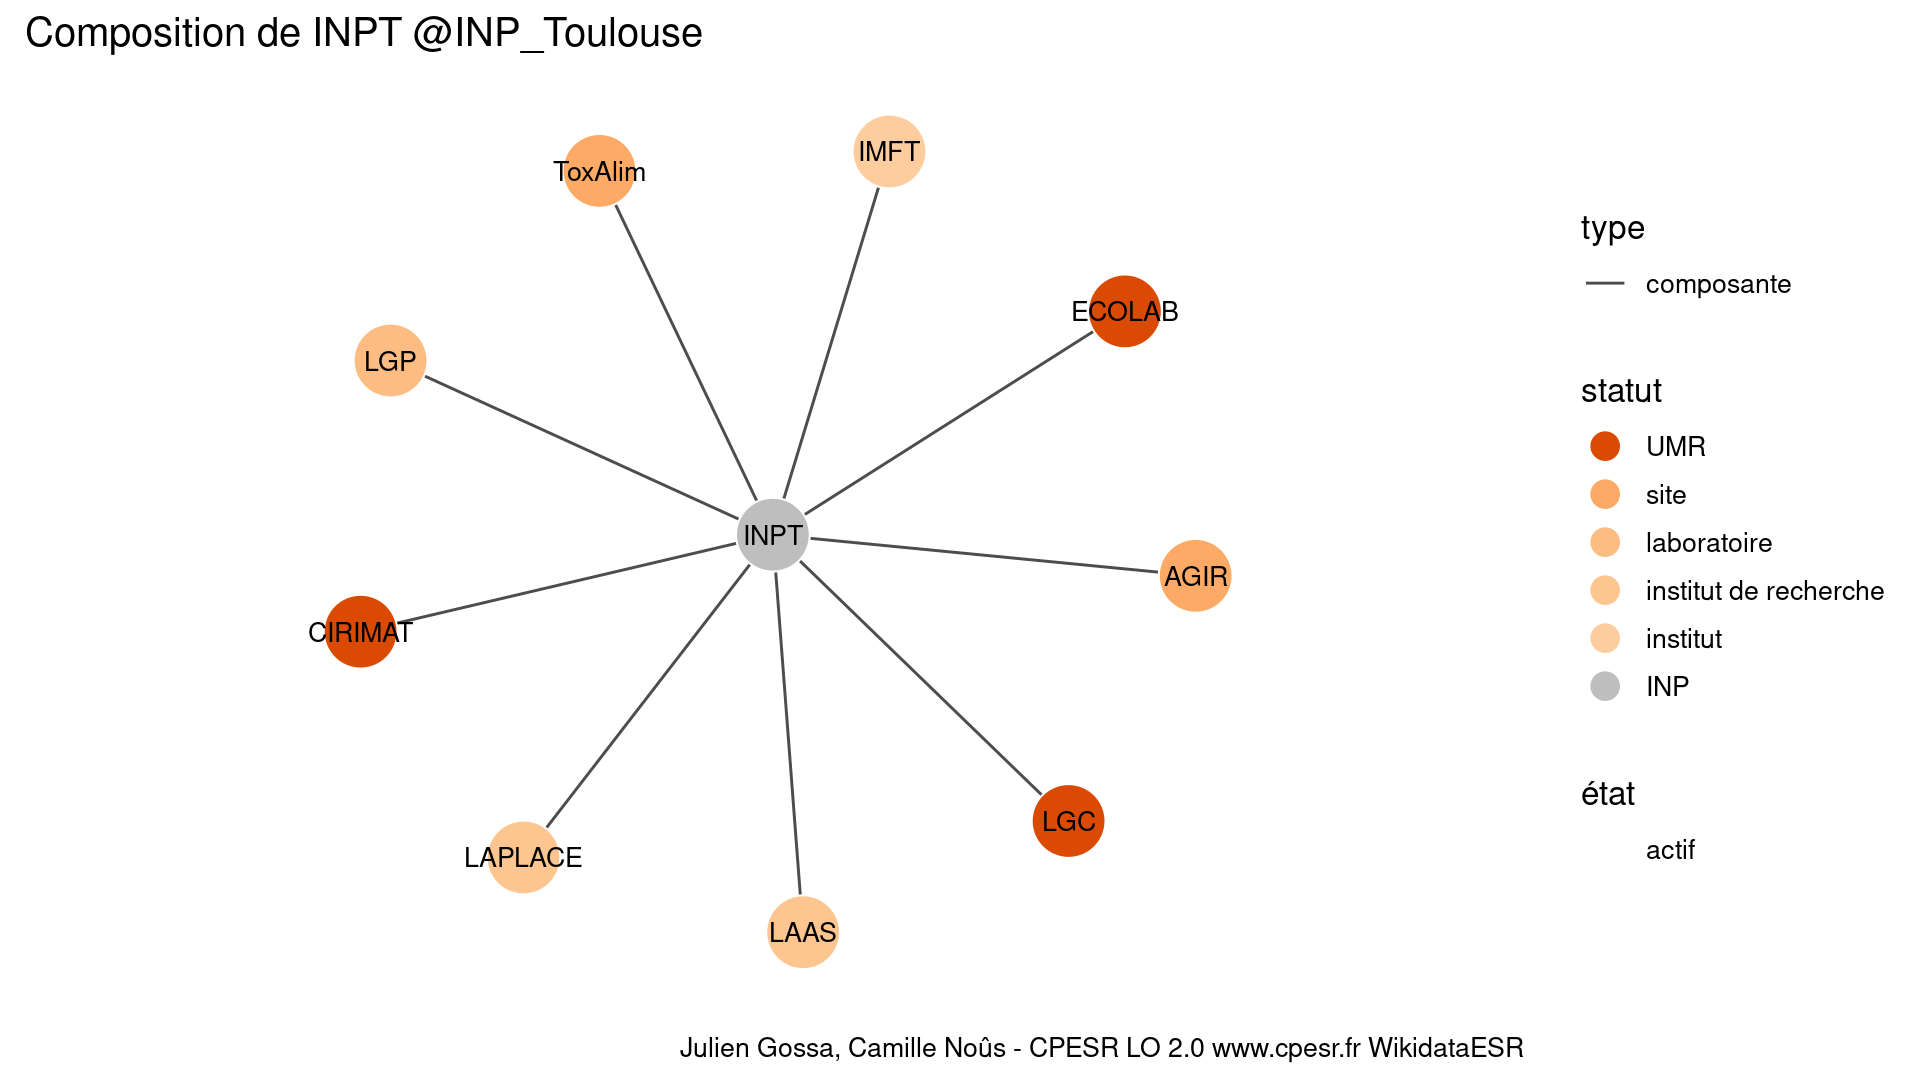 Composition de INPT @INP_Toulouse
IMFT
ToxAlim
ECOLAB
LGP
INPT
AGIR
CIRIMAT
LGC
LAPLACE
LAAS
type
composante
statut
UMR
site
laboratoire
institut de recherche
institut
INP
état
actif
Julien Gossa, Camille Noûs - CPESR LO 2.0 www.cpesr.fr WikidataESR